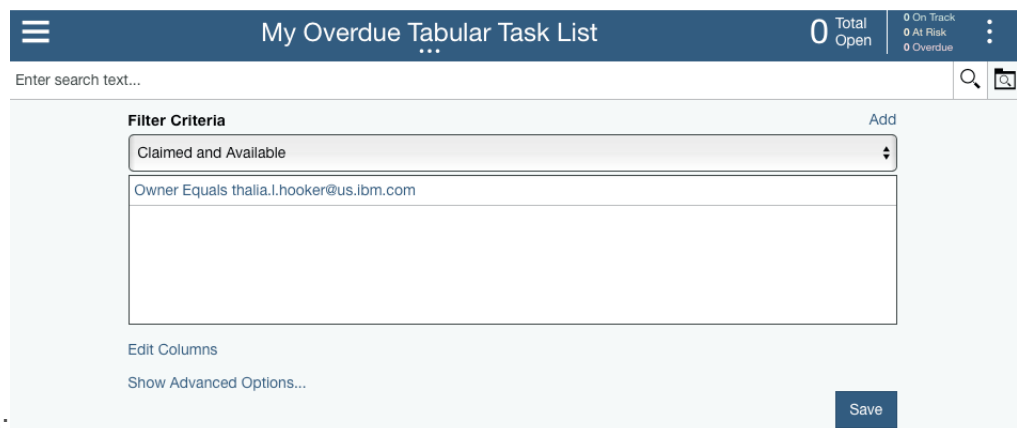 My Overdue Tabular Task List
0 Total Open
0 On Track
0 At Risk
0 Overdue
Enter search text...
Filter Criteria
Add
Claimed and Available
Owner Equals thalia.l.hooker@us.ibm.com
Edit Columns
Show Advanced Options...
Save
.